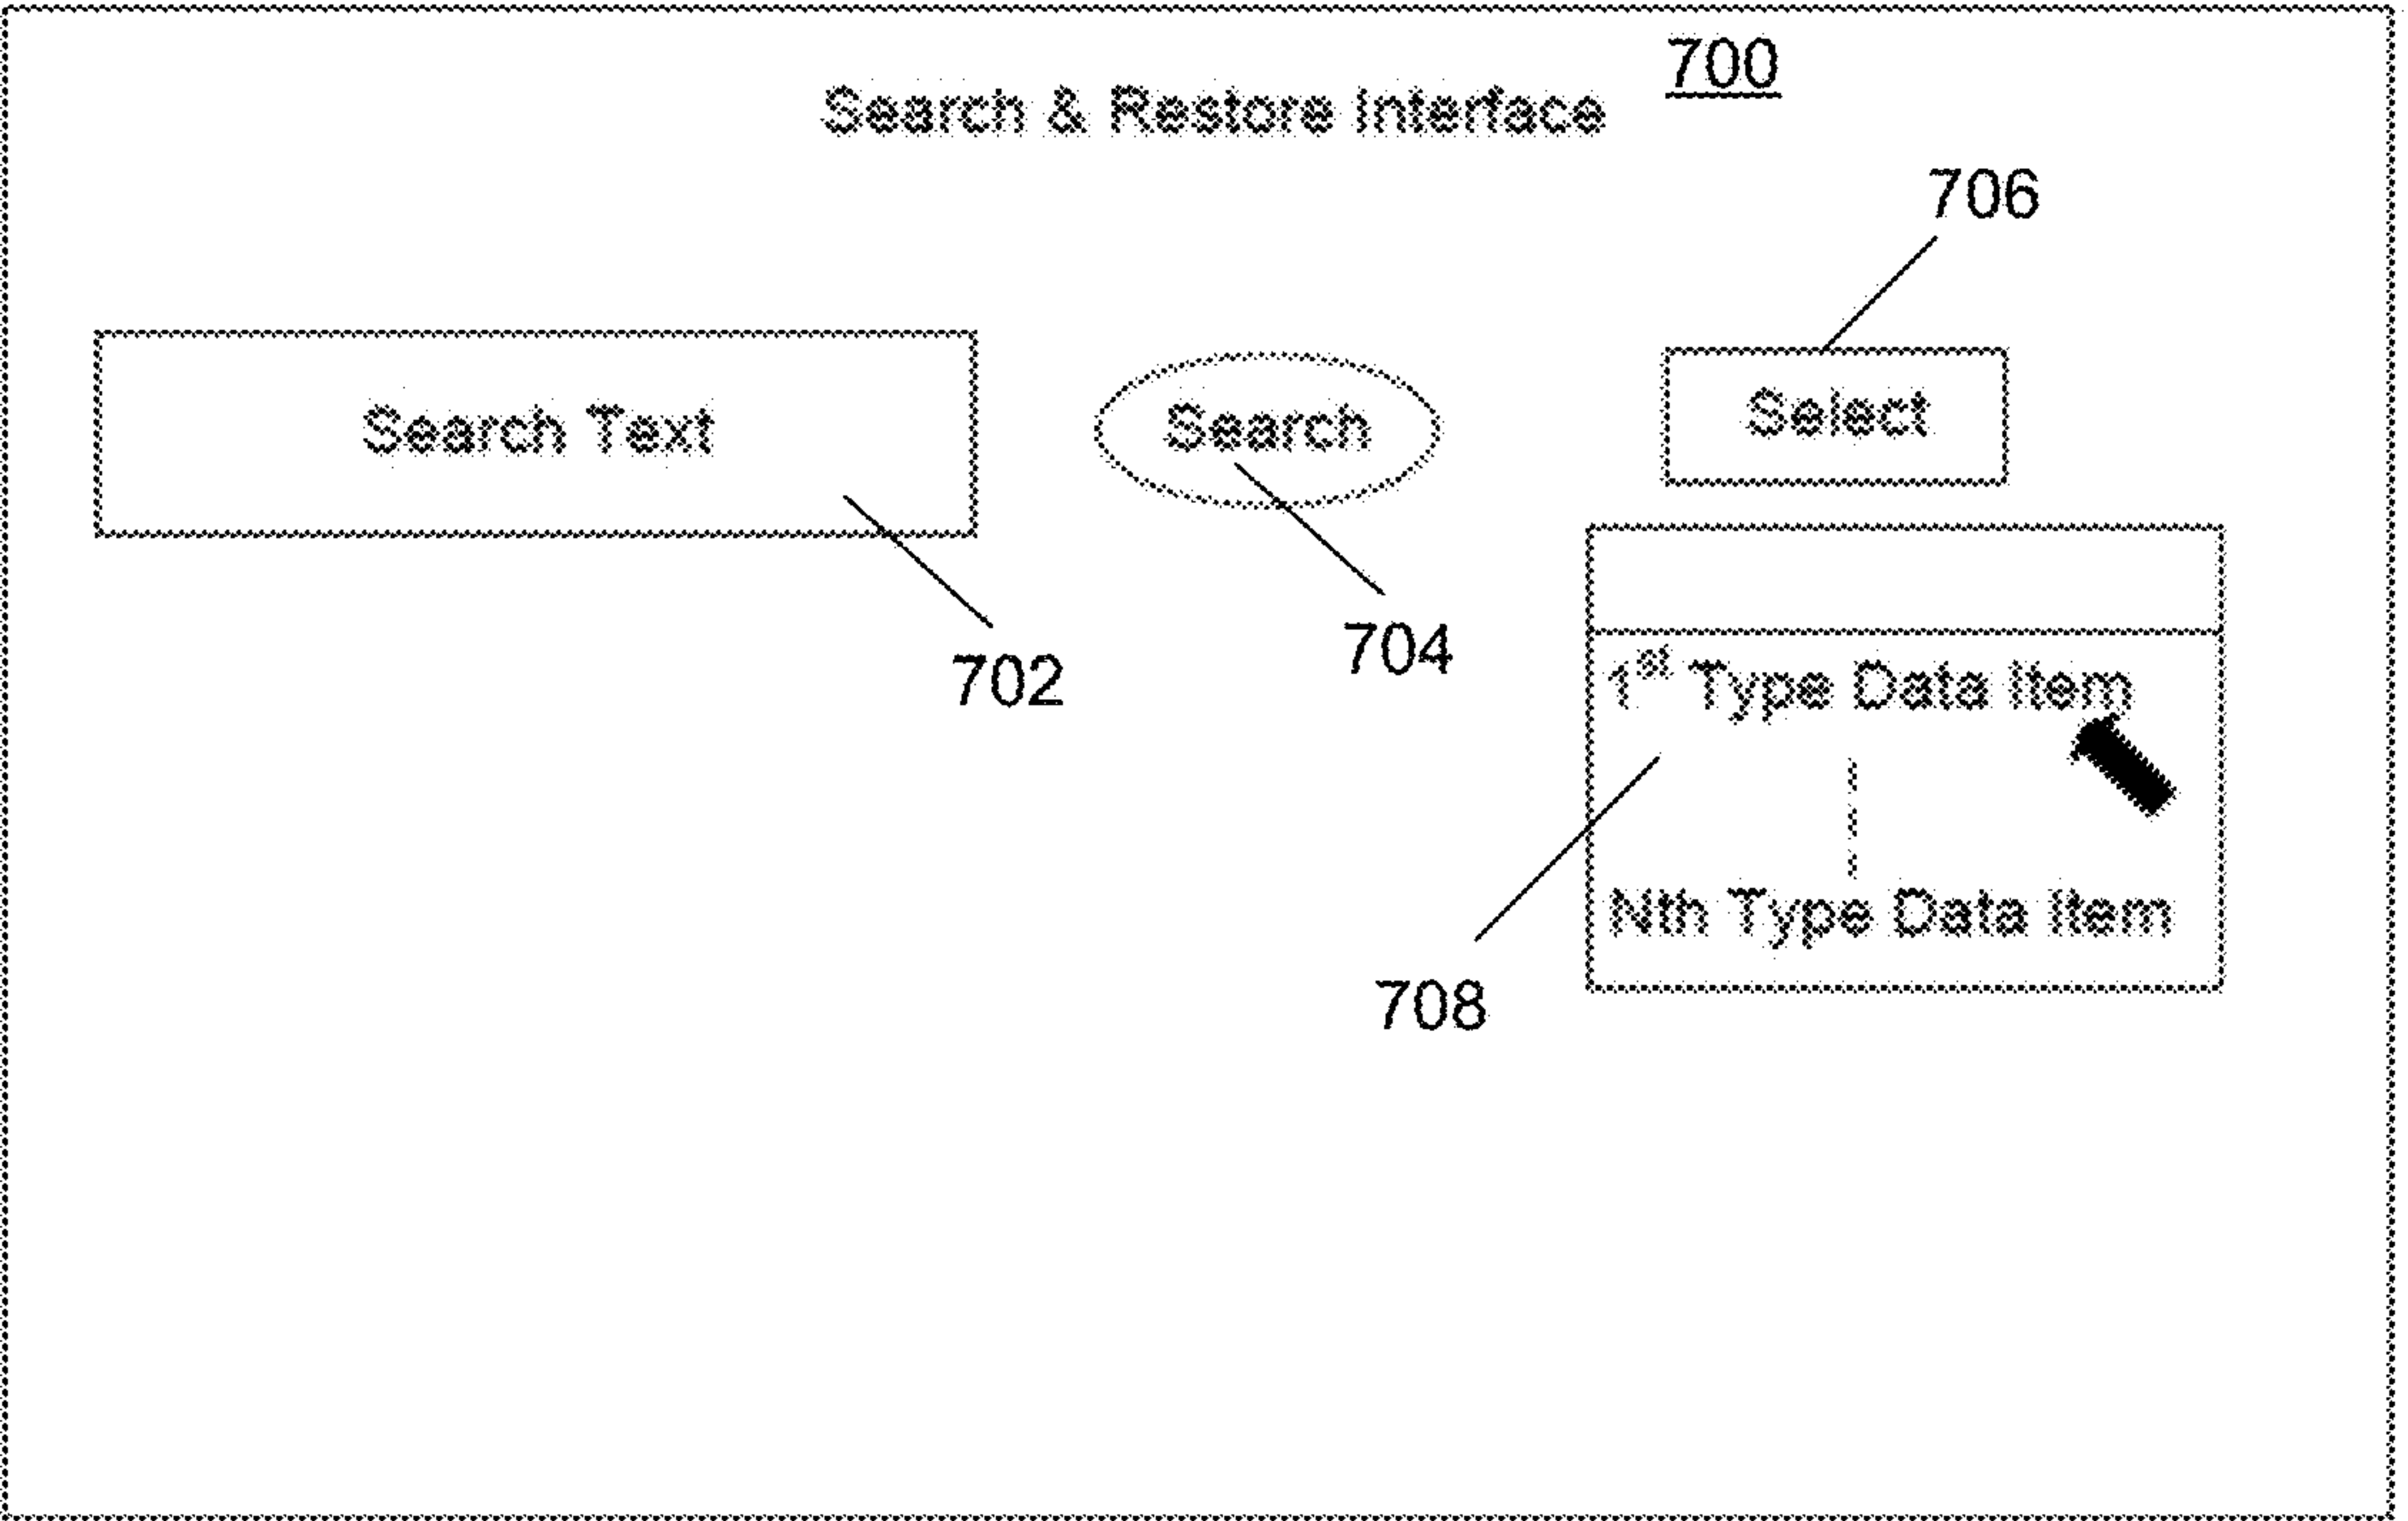 700
Search & Restore Interface
706
Search Text
Search
Select
702
704
1st Type Data Item
Nth Type Data Item
708